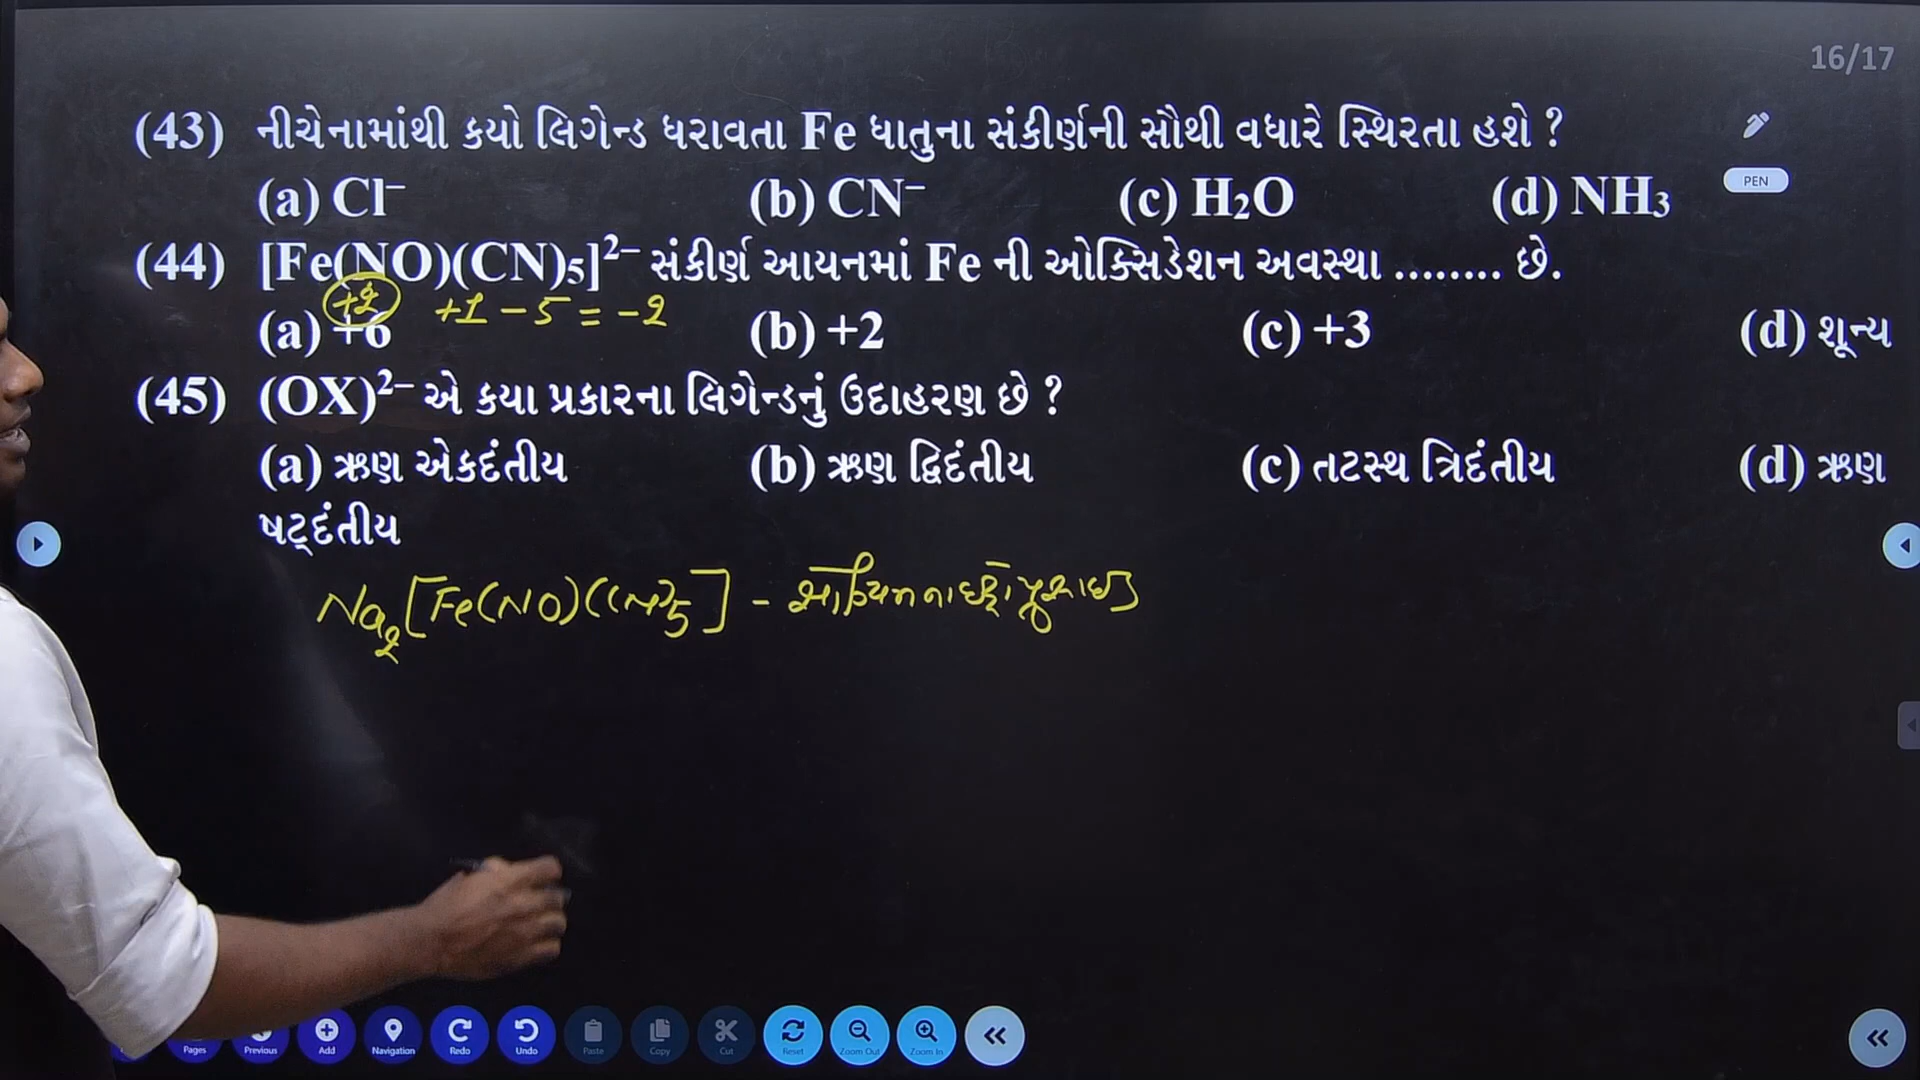 16/17
(43) નીચેનામાંથી કયો લિગેન્ડ ધરાવતા Fe ધાતુના સંકીર્ણની સૌથી વધારે સ્થિરતા હશે ?
PEN
(a) Cl⁻ (b) CN⁻ (c) H₂O (d) NH₃
(44) [Fe(NO)(CN)₅]²⁻ સંકીર્ણ આયનમાં Fe ની ઓક્સિડેશન અવસ્થા ........ છે.
+2 +1 - 5 = -2
(a) +6 (b) +2 (c) +3 (d) શૂન્ય
(45) (OX)²⁻ એ કયા પ્રકારના લિગેન્ડનું ઉદાહરણ છે ?
(a) ઋણ એકદંતીય (b) ઋણ દ્વિદંતીય (c) તટસ્થ ત્રિદંતીય (d) ઋણ
ષટ્દંતીય
Na₂[Fe(NO)(CN)₅] -
Pages Previous Add Navigation Redo Undo Paste Copy Cut Reset Zoom Out Zoom In